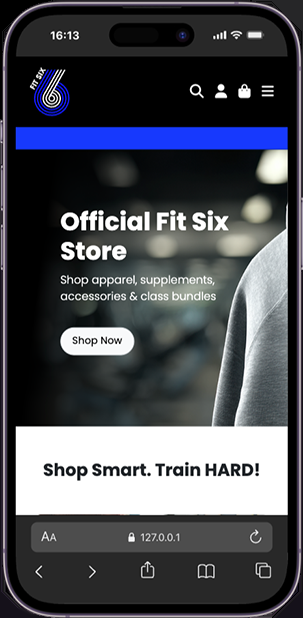 16:13
FIT SIX
6
Official Fit Six
Store
Shop apparel, supplements,
accessories & class bundles
Shop Now
Shop Smart. Train HARD!
AA
127.0.0.1